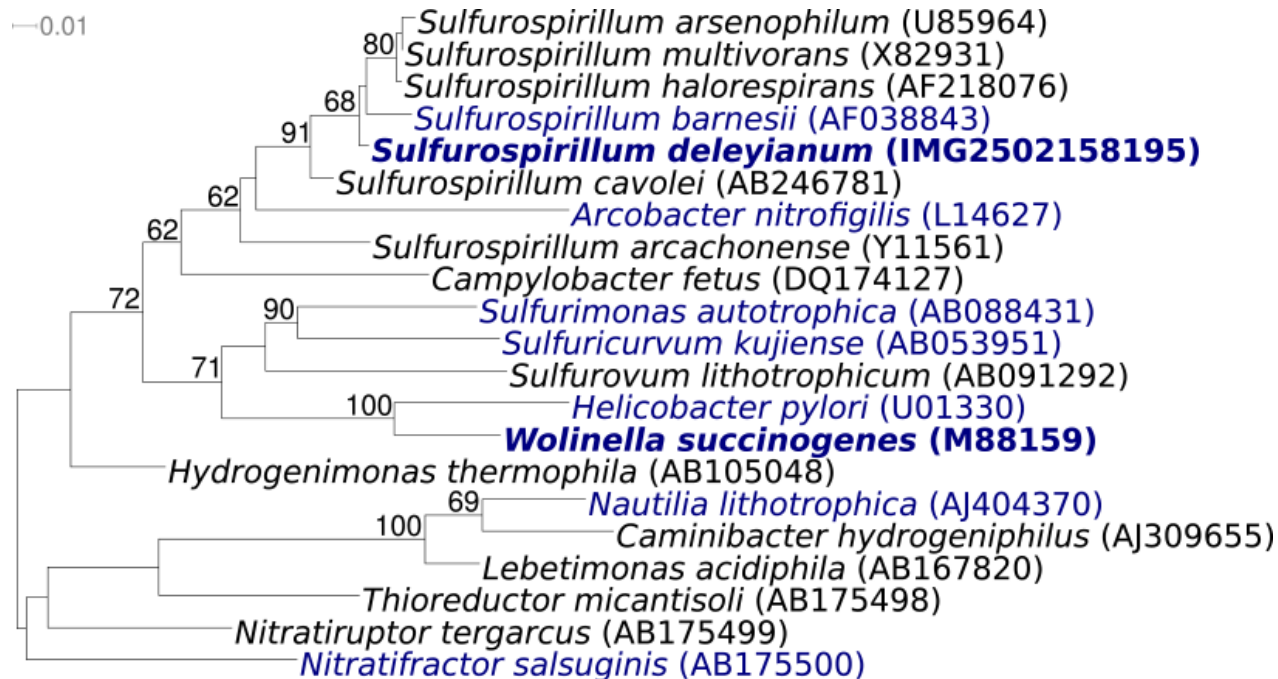 0.01
Sulfurospirillum arsenophilum (U85964)
80
Sulfurospirillum multivorans (X82931)
Sulfurospirillum halorespirans (AF218076)
68
Sulfurospirillum barnesii (AF038843)
91
Sulfurospirillum deleyianum (IMG2502158195)
Sulfurospirillum cavolei (AB246781)
62
Arcobacter nitrofigilis (L14627)
62
Sulfurospirillum arcachonense (Y11561)
Campylobacter fetus (DQ174127)
72
90
Sulfurimonas autotrophica (AB088431)
Sulfuricurvum kujiense (AB053951)
71
Sulfurovum lithotrophicum (AB091292)
100
Helicobacter pylori (U01330)
Wolinella succinogenes (M88159)
Hydrogenimonas thermophila (AB105048)
69
Nautilia lithotrophica (AJ404370)
100
Caminibacter hydrogeniphilus (AJ309655)
Lebetimonas acidiphila (AB167820)
Thioreductor micantisoli (AB175498)
Nitratiruptor tergarcus (AB175499)
Nitratifractor salsuginis (AB175500)